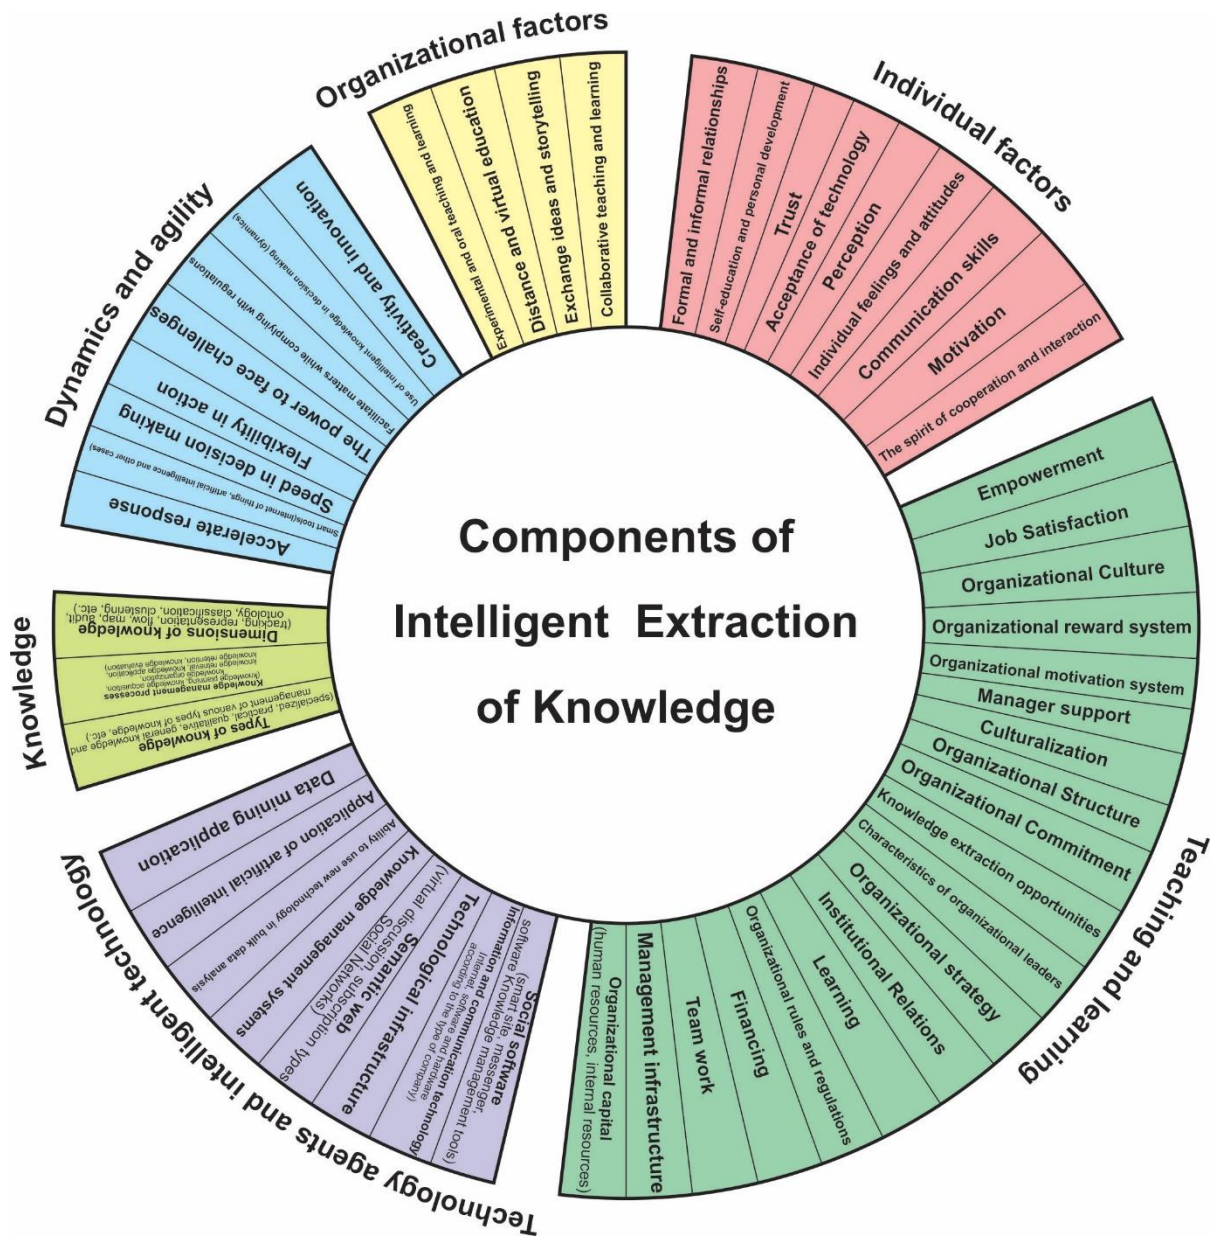 Components of
Intelligent Extraction
of Knowledge
Organizational factors
Experimental and oral teaching and learning
Distance and virtual education
Exchange ideas and storytelling
Collaborative teaching and learning
Individual factors
Formal and informal relationships
Self-education and personal development
Trust
Acceptance of technology
Perception
Individual feelings and attitudes
Communication skills
Motivation
The spirit of cooperation and interaction
Teaching and learning
Empowerment
Job Satisfaction
Organizational Culture
Organizational reward system
Organizational motivation system
Manager support
Culturalization
Organizational Structure
Organizational Commitment
Knowledge extraction opportunities
Characteristics of organizational leaders
Organizational strategy
Institutional Relations
Learning
Organizational rules and regulations
Financing
Team work
Management infrastructure
Organizational capital
(human resources, internal resources)
Technology agents and intelligent technology
Social software
(smart site, messenger,
software Knowledge management tools)
Information and communication technology
Internet, software and hardware
according to the type of company)
Technological infrastructure
Semantic web
(virtual discussion, subscription types
Social Networks)
Knowledge management systems
Ability to use new technology in bulk data analysis
Application of artificial intelligence
Data mining application
Knowledge
Types of knowledge
(specialized, practical, qualitative, general knowledge and
management of various types of knowledge, etc.)
Knowledge management processes
(Knowledge planning, knowledge acquisition,
knowledge organization,
knowledge retrieval, knowledge application,
knowledge retention, knowledge evaluation)
Dimensions of knowledge
(tracking, representation, flow, map, audit,
ontology, classification, clustering, etc.)
Dynamics and agility
Accelerate response
Smart tools(Internet of things, artificial intelligence and other cases)
Speed in decision making
Flexibility in action
The power to face challenges
Facilitate matters while complying with regulations
Use of intelligent knowledge in decision making (dynamics)
Creativity and innovation